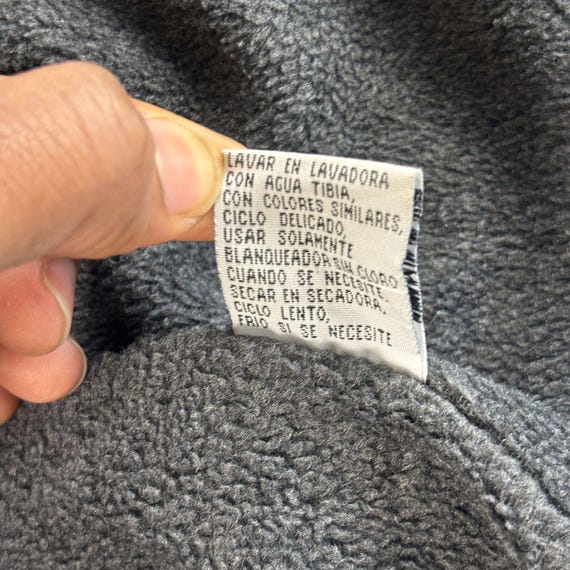 LAVAR EN LAVADORA
CON AGUA TIBIA,
CON COLORES SIMILARES,
CICLO DELICADO,
USAR SOLAMENTE
BLANQUEADOR SIN CLORO
CUANDO SE NECESITE.
SECAR EN SECADORA,
CICLO LENTO,
FRIO SI SE NECESITE